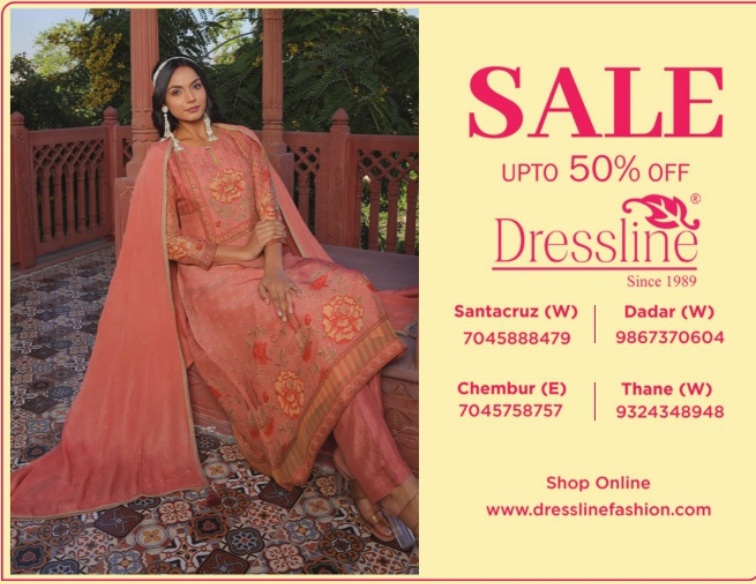 SALE
UPTO 50% OFF
Dressline®
Since 1989
Santacruz (W)
7045888479
Dadar (W)
9867370604
Chembur (E)
7045758757
Thane (W)
9324348948
Shop Online
www.dresslinefashion.com